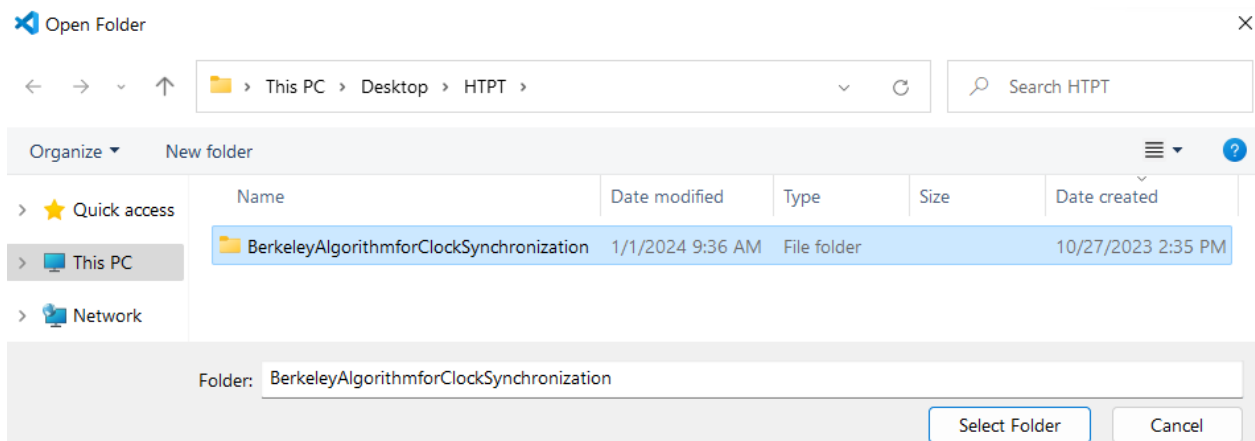 Open Folder
This PC > Desktop > HTPT >
Search HTPT
Organize
New folder
Name Date modified Type Size Date created
Quick access
BerkeleyAlgorithmforClockSynchronization 1/1/2024 9:36 AM File folder 10/27/2023 2:35 PM
This PC
Network
Folder: BerkeleyAlgorithmforClockSynchronization
Select Folder Cancel